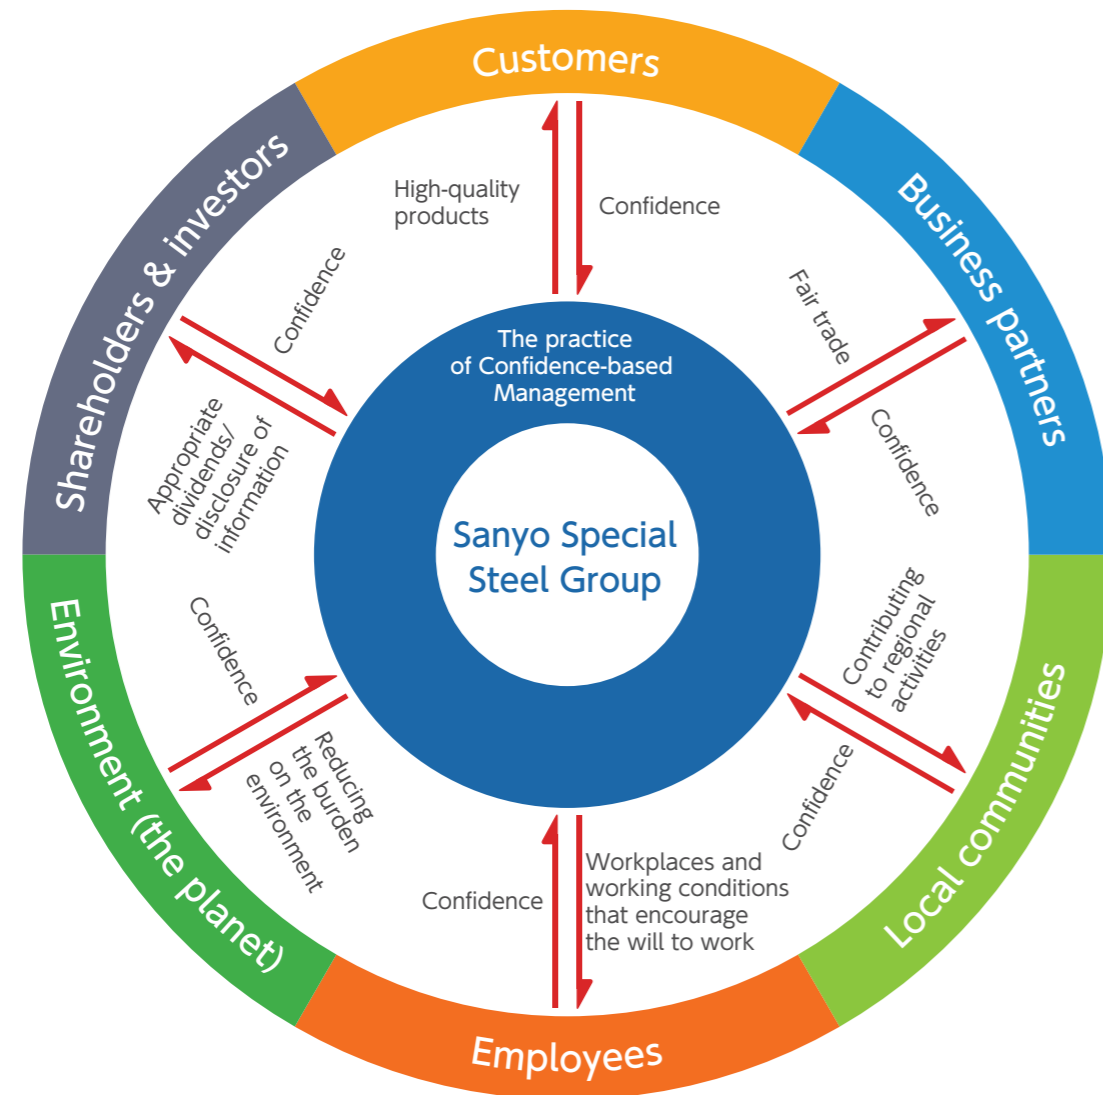 Customers
Business partners
Local communities
Employees
Environment (the planet)
Shareholders & investors
High-quality
products
Confidence
Fair trade
Confidence
Contributing
to regional
activities
Confidence
Workplaces and
working conditions
that encourage
the will to work
Confidence
Reducing
the burden
on the
environment
Confidence
Appropriate
dividends/
disclosure of
information
Confidence
The practice
of Confidence-based
Management
Sanyo Special
Steel Group